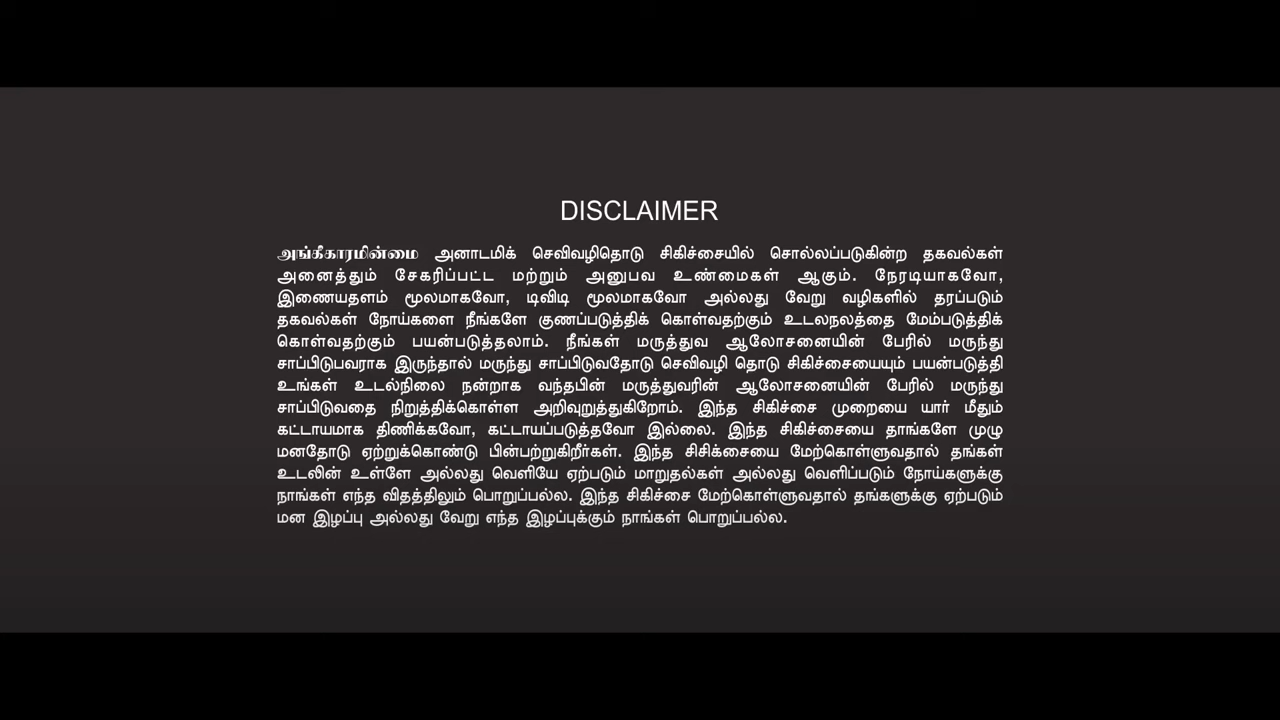 DISCLAIMER
அங்கீகாரமின்மை அனாடமிக் செவிவழிதொடு சிகிச்சையில் சொல்லப்படுகின்ற தகவல்கள்
அனைத்தும் சேகரிப்பட்ட மற்றும் அனுபவ உண்மைகள் ஆகும். நேரடியாகவோ,
இணையதளம் மூலமாகவோ, டிவிடி மூலமாகவோ அல்லது வேறு வழிகளில் தரப்படும்
தகவல்கள் நோய்களை நீங்களே குணப்படுத்திக் கொள்வதற்கும் உடலநலத்தை மேம்படுத்திக்
கொள்வதற்கும் பயன்படுத்தலாம். நீங்கள் மருத்துவ ஆலோசனையின் பேரில் மருந்து
சாப்பிடுபவராக இருந்தால் மருந்து சாப்பிடுவதோடு செவிவழி தொடு சிகிச்சையையும் பயன்படுத்தி
உங்கள் உடல்நிலை நன்றாக வந்தபின் மருத்துவரின் ஆலோசனையின் பேரில் மருந்து
சாப்பிடுவதை நிறுத்திக்கொள்ள அறிவுறுத்துகிறோம். இந்த சிகிச்சை முறையை யார் மீதும்
கட்டாயமாக திணிக்கவோ, கட்டாயப்படுத்தவோ இல்லை. இந்த சிகிச்சையை தாங்களே முழு
மனதோடு ஏற்றுக்கொண்டு பின்பற்றுகிறீர்கள். இந்த சிசிக்சையை மேற்கொள்ளுவதால் தங்கள்
உடலின் உள்ளே அல்லது வெளியே ஏற்படும் மாறுதல்கள் அல்லது வெளிப்படும் நோய்களுக்கு
நாங்கள் எந்த விதத்திலும் பொறுப்பல்ல. இந்த சிகிச்சை மேற்கொள்ளுவதால் தங்களுக்கு ஏற்படும்
மன இழப்பு அல்லது வேறு எந்த இழப்புக்கும் நாங்கள் பொறுப்பல்ல.